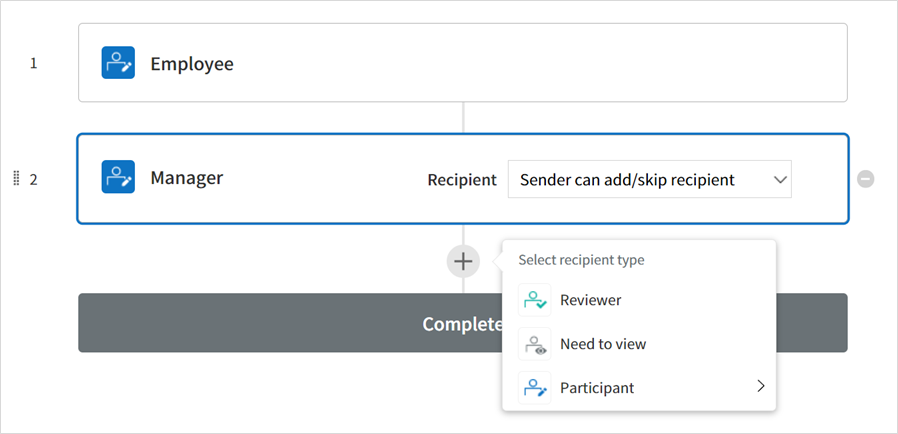 1 Employee
2 Manager Recipient Sender can add/skip recipient
Select recipient type
Reviewer
Complete
Need to view
Participant